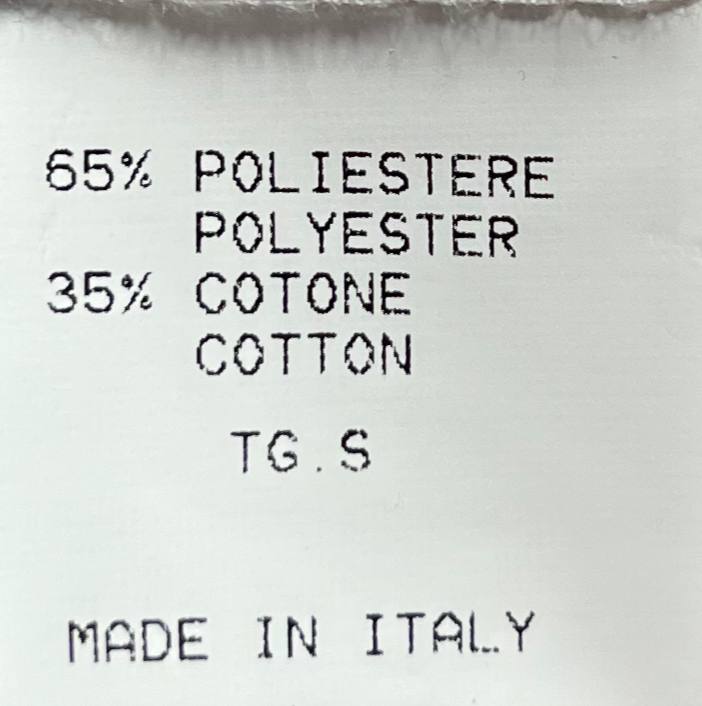 65% POLIESTERE
POLYESTER
35% COTONE
COTTON
TG.S
MADE IN ITALY